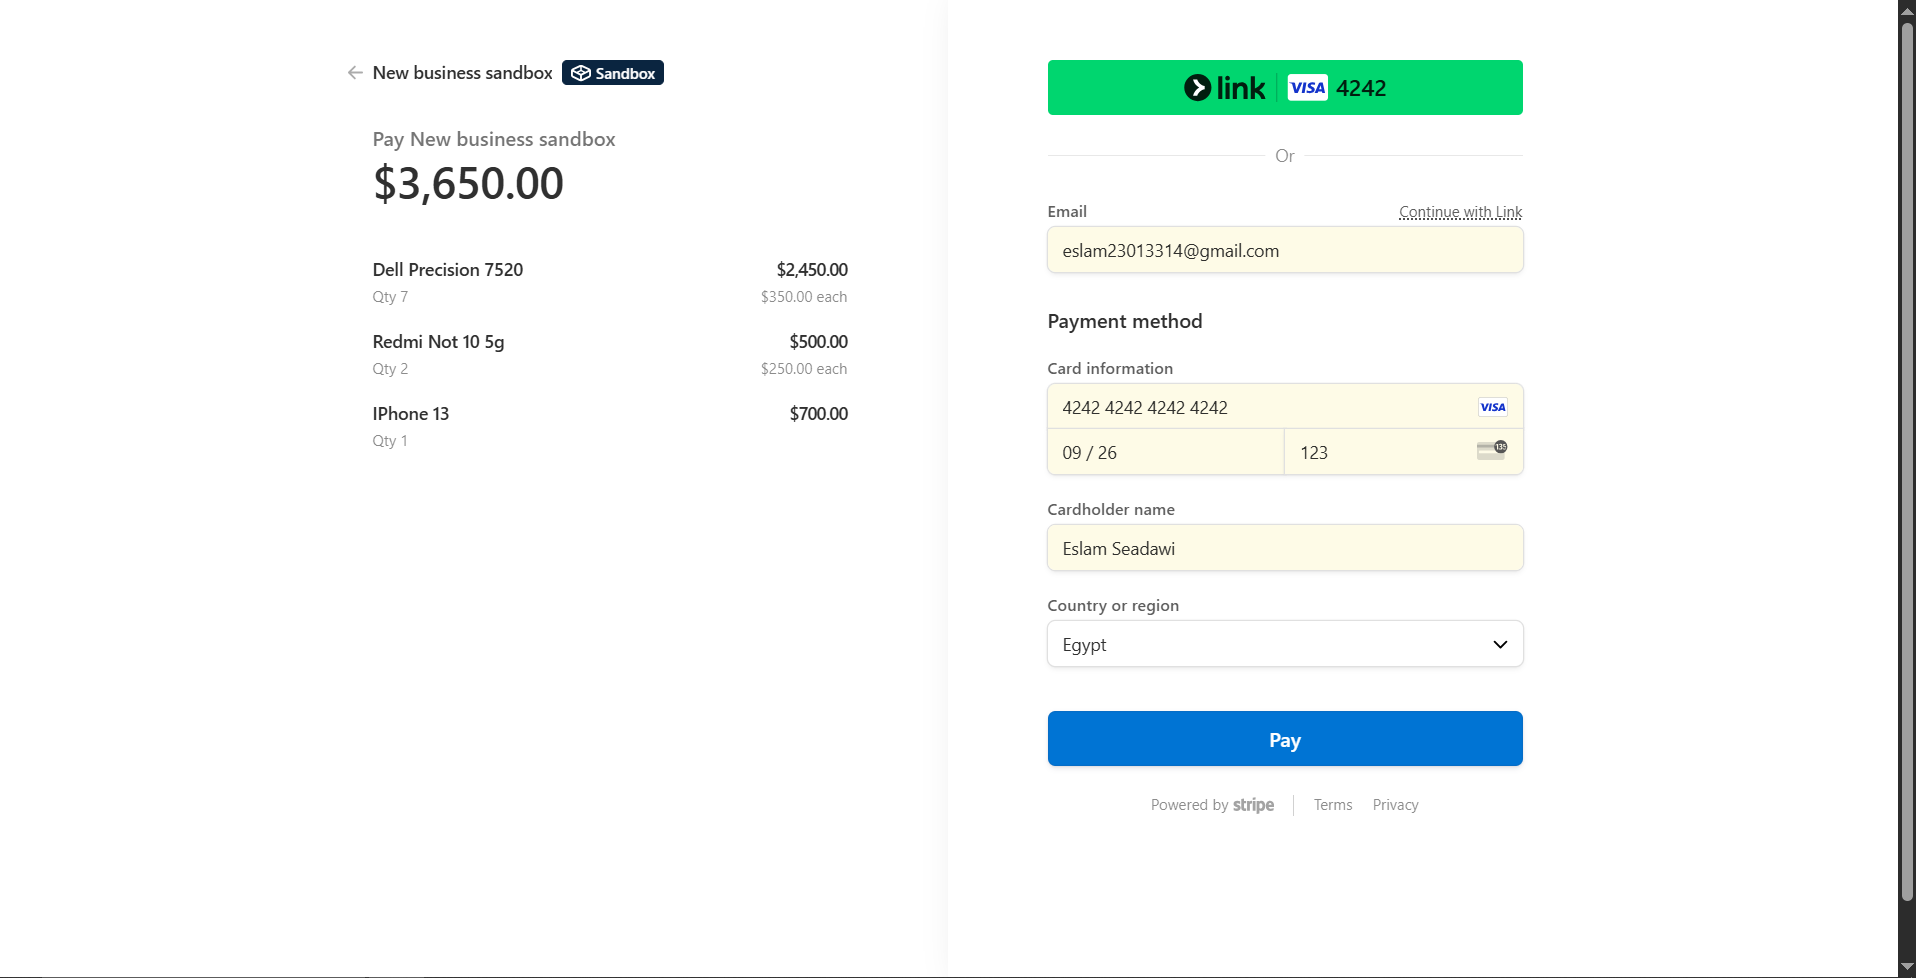 New business sandbox Sandbox
Pay New business sandbox
$3,650.00
Dell Precision 7520 $2,450.00
Qty 7 $350.00 each
Redmi Not 10 5g $500.00
Qty 2 $250.00 each
IPhone 13 $700.00
Qty 1
link VISA 4242
Or
Email Continue with Link
eslam23013314@gmail.com
Payment method
Card information
4242 4242 4242 4242 VISA
09 / 26 123 135
Cardholder name
Eslam Seadawi
Country or region
Egypt
Pay
Powered by stripe Terms Privacy